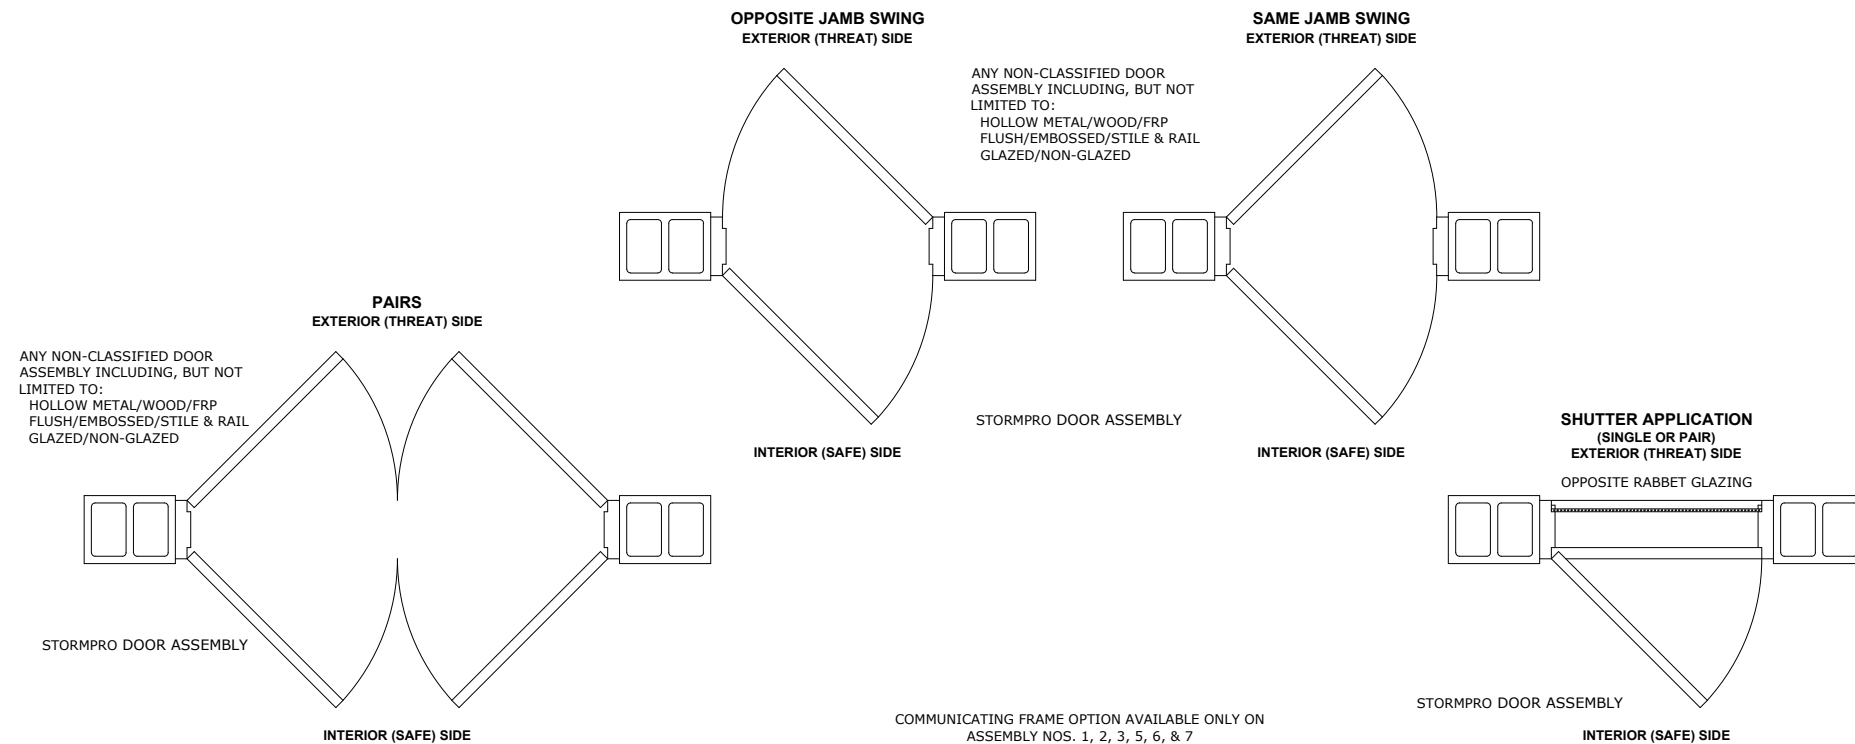 OPPOSITE JAMB SWING
EXTERIOR (THREAT) SIDE
SAME JAMB SWING
EXTERIOR (THREAT) SIDE
ANY NON-CLASSIFIED DOOR
ASSEMBLY INCLUDING, BUT NOT
LIMITED TO:
HOLLOW METAL/WOOD/FRP
FLUSH/EMBOSSED/STILE & RAIL
GLAZED/NON-GLAZED
STORMPRO DOOR ASSEMBLY
INTERIOR (SAFE) SIDE
INTERIOR (SAFE) SIDE
PAIRS
EXTERIOR (THREAT) SIDE
ANY NON-CLASSIFIED DOOR
ASSEMBLY INCLUDING, BUT NOT
LIMITED TO:
HOLLOW METAL/WOOD/FRP
FLUSH/EMBOSSED/STILE & RAIL
GLAZED/NON-GLAZED
STORMPRO DOOR ASSEMBLY
INTERIOR (SAFE) SIDE
SHUTTER APPLICATION
(SINGLE OR PAIR)
EXTERIOR (THREAT) SIDE
OPPOSITE RABBET GLAZING
STORMPRO DOOR ASSEMBLY
INTERIOR (SAFE) SIDE
COMMUNICATING FRAME OPTION AVAILABLE ONLY ON
ASSEMBLY NOS. 1, 2, 3, 5, 6, & 7